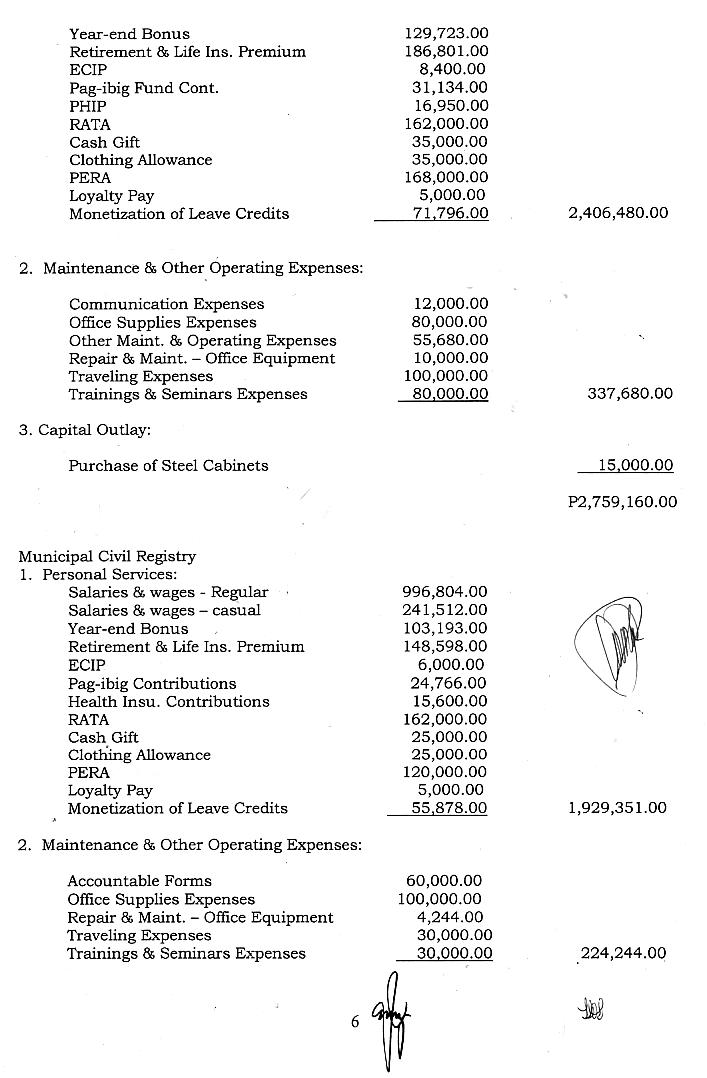 Year-end Bonus 129,723.00
Retirement & Life Ins. Premium 186,801.00
ECIP 8,400.00
Pag-ibig Fund Cont. 31,134.00
PHIP 16,950.00
RATA 162,000.00
Cash Gift 35,000.00
Clothing Allowance 35,000.00
PERA 168,000.00
Loyalty Pay 5,000.00
Monetization of Leave Credits 71,796.00 2,406,480.00
2. Maintenance & Other Operating Expenses:
Communication Expenses 12,000.00
Office Supplies Expenses 80,000.00
Other Maint. & Operating Expenses 55,680.00
Repair & Maint. – Office Equipment 10,000.00
Traveling Expenses 100,000.00
Trainings & Seminars Expenses 80,000.00 337,680.00
3. Capital Outlay:
Purchase of Steel Cabinets 15,000.00
P2,759,160.00
Municipal Civil Registry
1. Personal Services:
Salaries & wages - Regular 996,804.00
Salaries & wages – casual 241,512.00
Year-end Bonus 103,193.00
Retirement & Life Ins. Premium 148,598.00
ECIP 6,000.00
Pag-ibig Contributions 24,766.00
Health Insu. Contributions 15,600.00
RATA 162,000.00
Cash Gift 25,000.00
Clothing Allowance 25,000.00
PERA 120,000.00
Loyalty Pay 5,000.00
Monetization of Leave Credits 55,878.00 1,929,351.00
2. Maintenance & Other Operating Expenses:
Accountable Forms 60,000.00
Office Supplies Expenses 100,000.00
Repair & Maint. – Office Equipment 4,244.00
Traveling Expenses 30,000.00
Trainings & Seminars Expenses 30,000.00 224,244.00
6